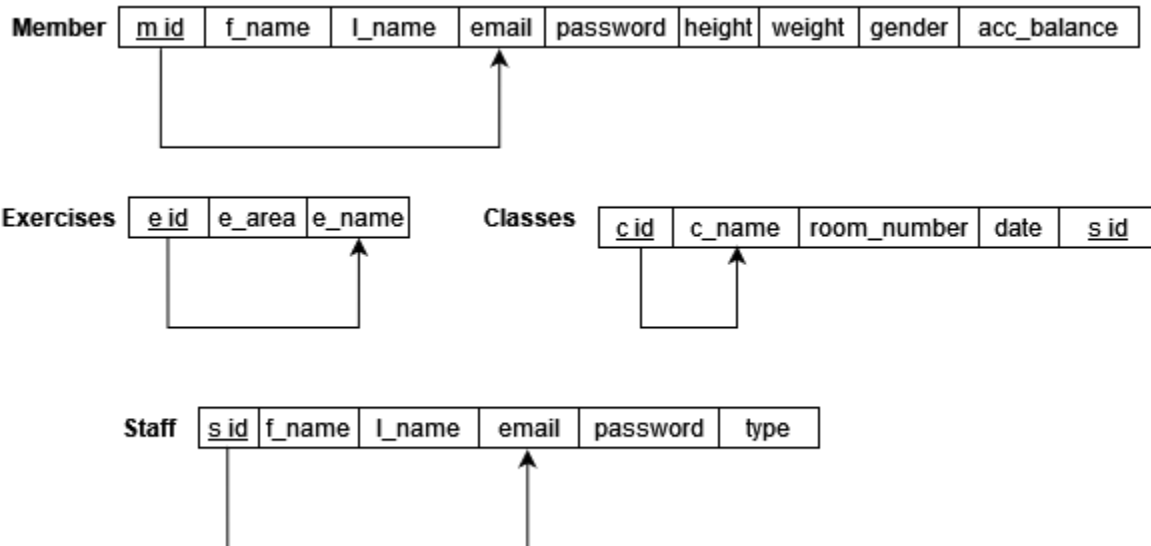 Member m id f_name l_name email password height weight gender acc_balance
Exercises e id e_area e_name
Classes c id c_name room_number date s id
Staff s id f_name l_name email password type